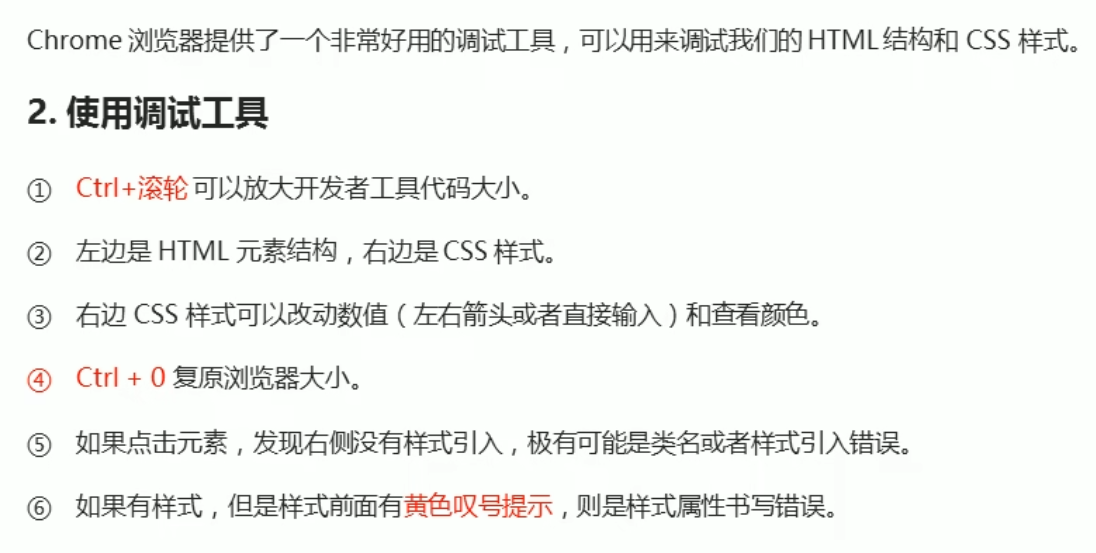 Chrome 浏览器提供了一个非常好用的调试工具，可以用来调试我们的 HTML结构和 CSS 样式。
2. 使用调试工具
① Ctrl+滚轮 可以放大开发者工具代码大小。
② 左边是 HTML 元素结构，右边是 CSS 样式。
③ 右边 CSS 样式可以改动数值（左右箭头或者直接输入）和查看颜色。
④ Ctrl + 0 复原浏览器大小。
⑤ 如果点击元素，发现右侧没有样式引入，极有可能是类名或者样式引入错误。
⑥ 如果有样式，但是样式前面有黄色叹号提示，则是样式属性书写错误。